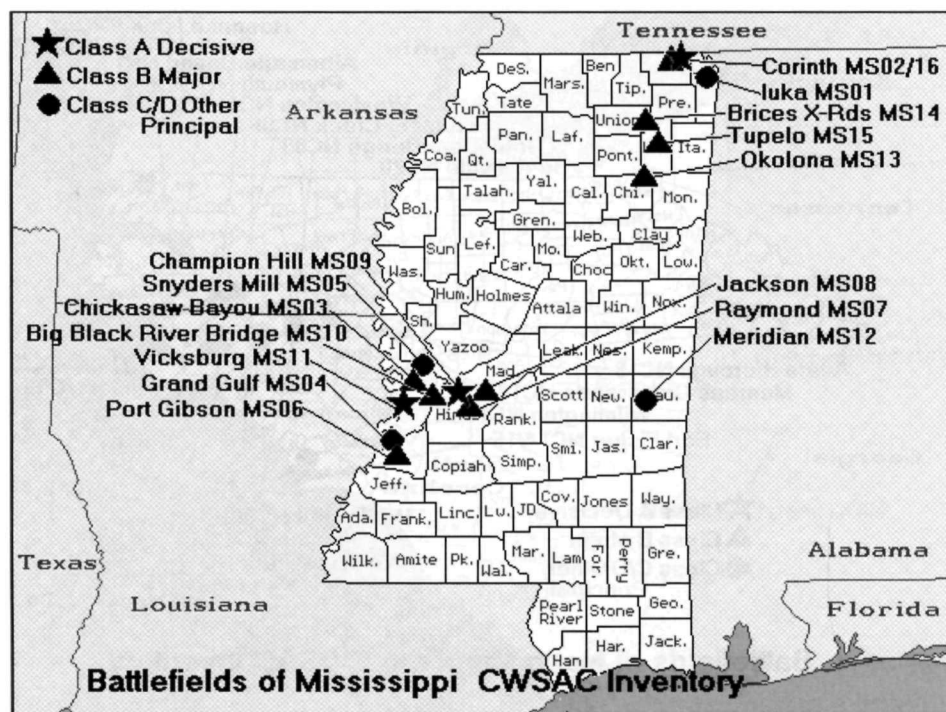 Tennessee
Class A Decisive
Class B Major
Class C/D Other
Principal
Arkansas
Corinth MS02/16
Iuka MS01
Brices X-Rds MS14
Tupelo MS15
Okolona MS13
DeS.
Mars.
Ben
Tip.
Pre.
Tun.
Tate
Union
Pan.
Laf.
Pont.
Ita.
Coa.
Qt.
Yal.
Cal.
Chi.
Mon.
Talah.
Bol.
Gren.
Clay
Sun
Lef.
Mo.
Web.
Car.
Choc
Okt.
Low.
Was.
Hum.
Holmes
Attala
Win.
Nox.
Sh.
Yazoo
Leak.
Nes.
Kemp.
Mad.
Scott
Neu.
au.
Hinds
Rank.
Champion Hill MS09
Snyders Mill MS05
Chickasaw Bayou MS03
Big Black River Bridge MS10
Vicksburg MS11
Grand Gulf MS04
Port Gibson MS06
Jackson MS08
Raymond MS07
Meridian MS12
Copiah
Simp.
Smi.
Jas.
Clar.
Jeff.
Ada.
Frank.
Linc.
Lw.
JD
Cov.
Jones
Way.
Wilk.
Amite
Pk.
Wal.
Mar.
Lam
For.
Perry
Gre.
Pearl
River
Stone
Geo.
Han
Har.
Jack.
Texas
Louisiana
Alabama
Florida
Battlefields of Mississippi CWSAC Inventory